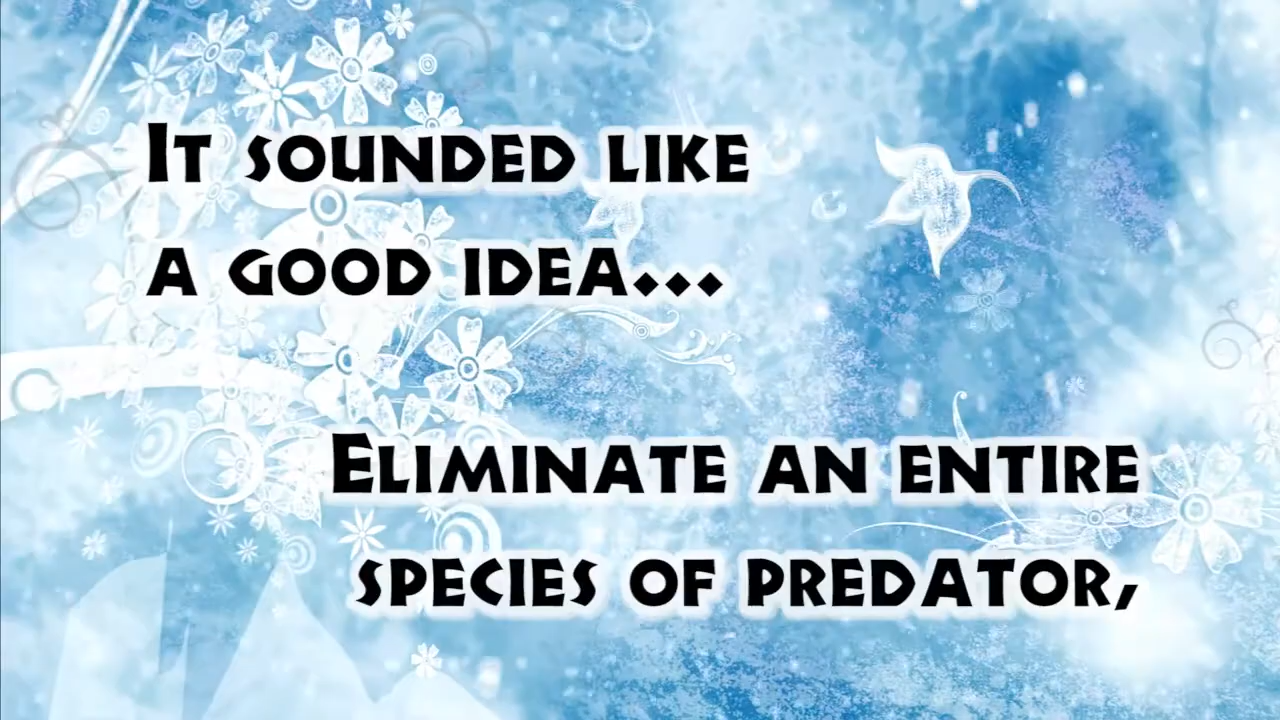 It sounded like
a good idea...
Eliminate an entire
species of predator,